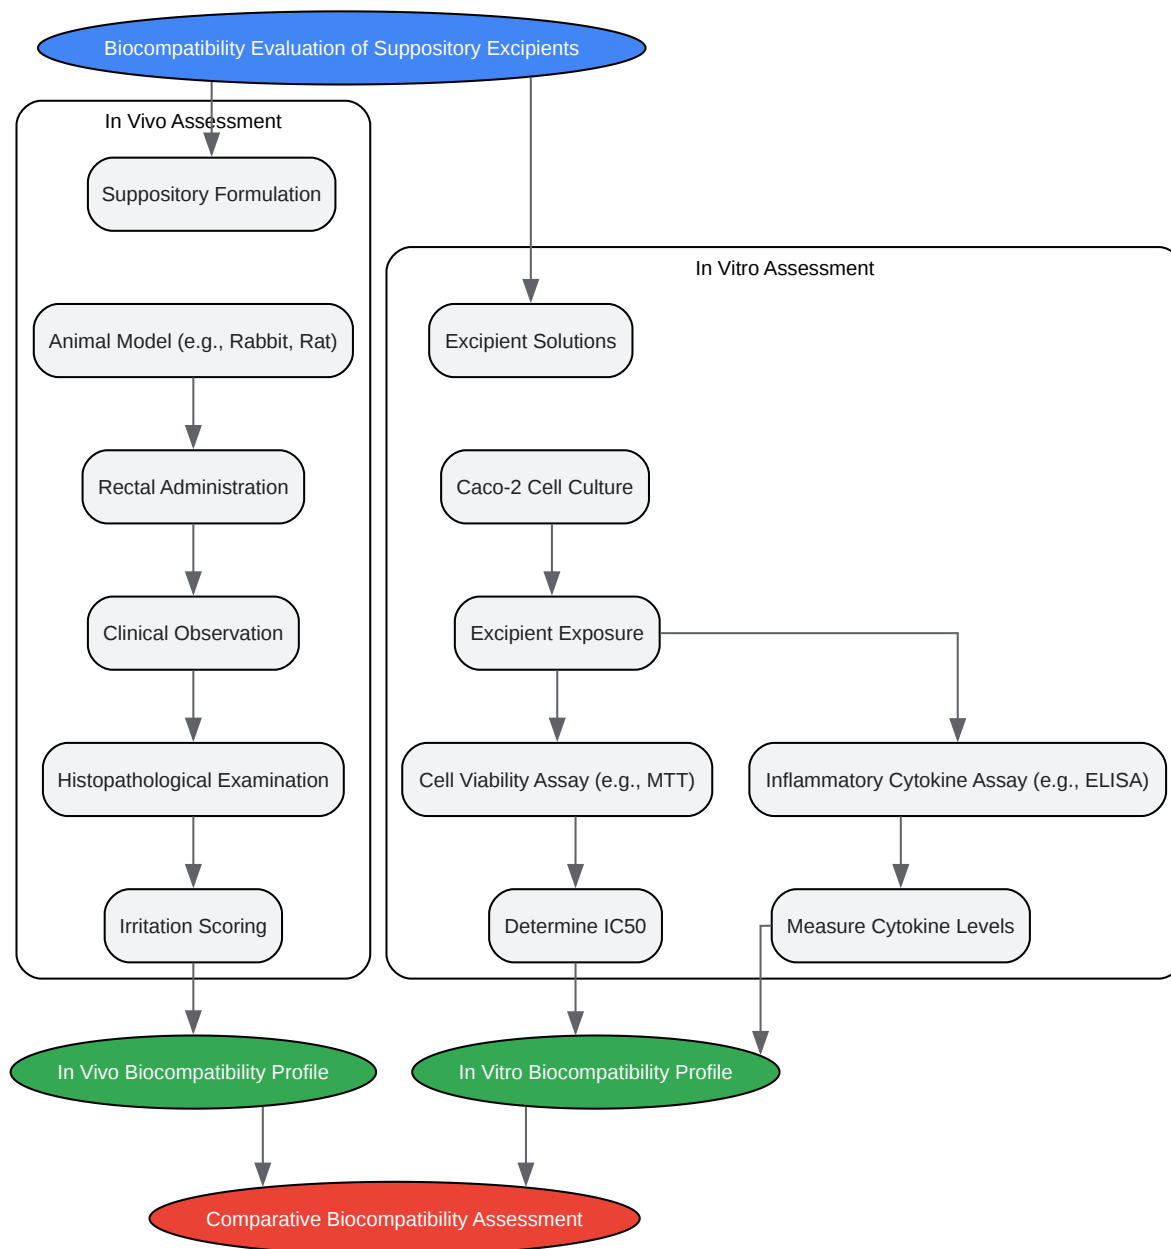 Biocompatibility Evaluation of Suppository Excipients
In Vivo Assessment
Suppository Formulation
Animal Model (e.g., Rabbit, Rat)
Rectal Administration
Clinical Observation
Histopathological Examination
Irritation Scoring
In Vitro Assessment
Excipient Solutions
Caco-2 Cell Culture
Excipient Exposure
Cell Viability Assay (e.g., MTT)
Inflammatory Cytokine Assay (e.g., ELISA)
Determine IC50
Measure Cytokine Levels
In Vivo Biocompatibility Profile
In Vitro Biocompatibility Profile
Comparative Biocompatibility Assessment